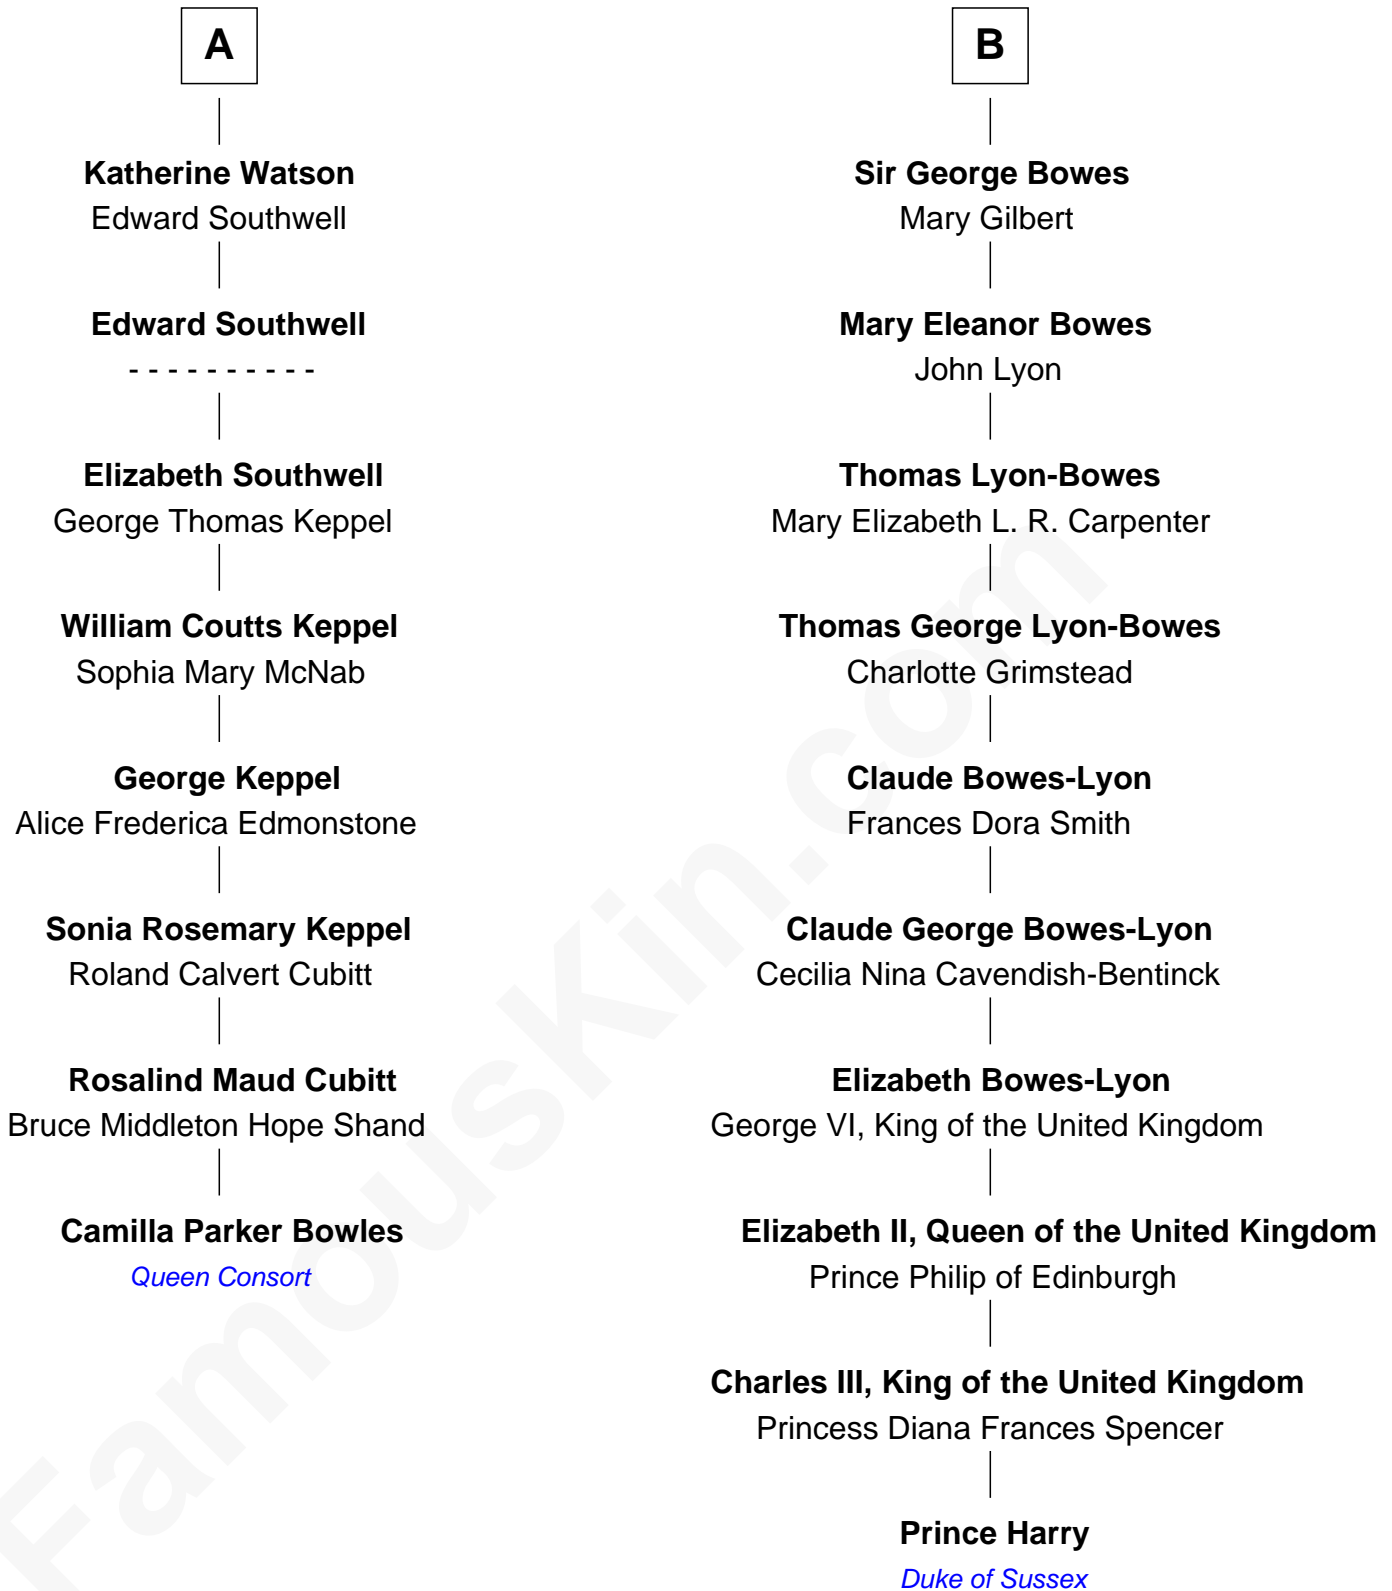 A
Katherine Watson
Edward Southwell
Edward Southwell
- - - - - - - - - -
Elizabeth Southwell
George Thomas Keppel
William Coutts Keppel
Sophia Mary McNab
George Keppel
Alice Frederica Edmonstone
Sonia Rosemary Keppel
Roland Calvert Cubitt
Rosalind Maud Cubitt
Bruce Middleton Hope Shand
Camilla Parker Bowles
Queen Consort
B
Sir George Bowes
Mary Gilbert
Mary Eleanor Bowes
John Lyon
Thomas Lyon-Bowes
Mary Elizabeth L. R. Carpenter
Thomas George Lyon-Bowes
Charlotte Grimstead
Claude Bowes-Lyon
Frances Dora Smith
Claude George Bowes-Lyon
Cecilia Nina Cavendish-Bentinck
Elizabeth Bowes-Lyon
George VI, King of the United Kingdom
Elizabeth II, Queen of the United Kingdom
Prince Philip of Edinburgh
Charles III, King of the United Kingdom
Princess Diana Frances Spencer
Prince Harry
Duke of Sussex
FamousKin.com